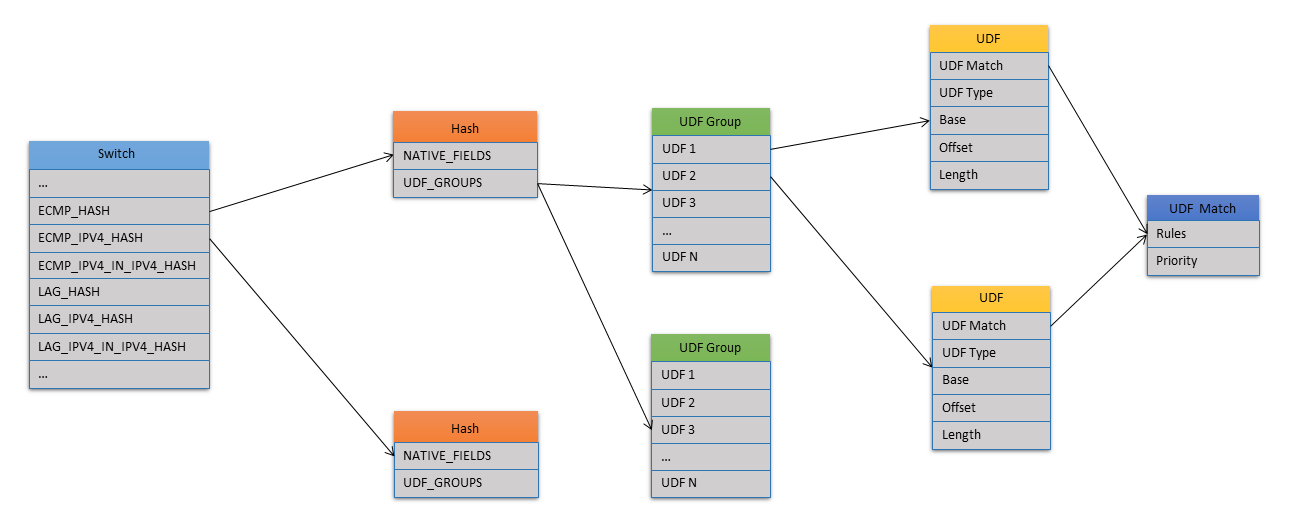 Switch
...
ECMP_HASH
ECMP_IPV4_HASH
ECMP_IPV4_IN_IPV4_HASH
LAG_HASH
LAG_IPV4_HASH
LAG_IPV4_IN_IPV4_HASH
...
Hash
NATIVE_FIELDS
UDF_GROUPS
Hash
NATIVE_FIELDS
UDF_GROUPS
UDF Group
UDF 1
UDF 2
UDF 3
...
UDF N
UDF Group
UDF 1
UDF 2
UDF 3
...
UDF N
UDF
UDF Match
UDF Type
Base
Offset
Length
UDF
UDF Match
UDF Type
Base
Offset
Length
UDF Match
Rules
Priority